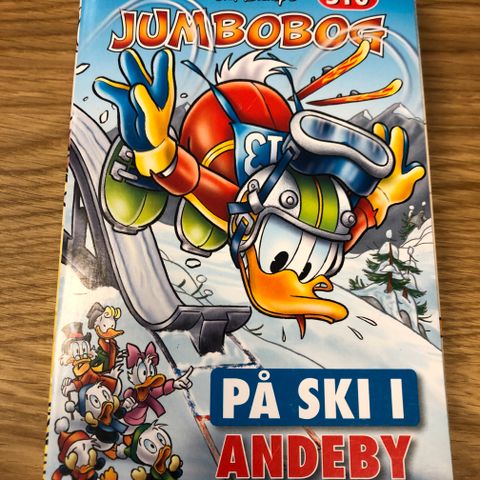 JUMBOBOG
13
PÅ SKI I
ANDEBY